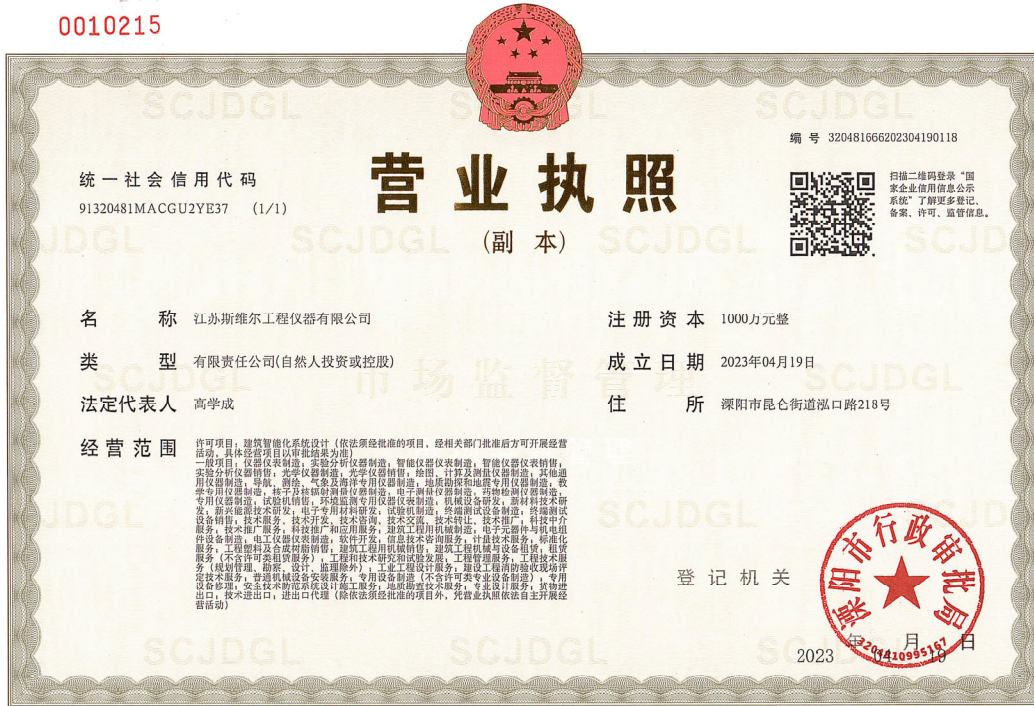 0010215
编号 320481666202304190118
统一社会信用代码
91320481MACGU2YE37 (1/1)
营业执照
(副 本)
扫描二维码登录“国
家企业信用信息公示
系统”了解更多登记、
备案、许可、监管信息。
名称 江苏斯维尔工程仪器有限公司
类型 有限责任公司(自然人投资或控股)
法定代表人 高学成
注册资本 1000万元整
成立日期 2023年04月19日
住所 溧阳市昆仑街道泓口路218号
经营范围
许可项目：建筑智能化系统设计（依法须经批准的项目，经相关部门批准后方可开展经营
活动，具体经营项目以审批结果为准）
一般项目：仪器仪表制造；实验分析仪器制造；智能仪器仪表制造；智能仪器仪表销售；
实验分析仪器销售；光学仪器制造；光学仪器销售；绘图、计算及测量仪器制造；其他通
用仪器制造；导航、测绘、气象及海洋专用仪器制造；地质勘探和地震专用仪器制造；教
学专用仪器制造；核子及核辐射测量仪器制造；电子测量仪器制造；药物检测仪器制造；
专用仪器制造；试验机销售；环境监测专用仪器仪表制造；机械设备研发；新材料技术研
发；新兴能源技术研发；电子专用材料研发；试验机制造；终端测试设备制造；终端测试
设备销售；技术服务、技术开发、技术咨询、技术交流、技术转让、技术推广；科技中介
服务；技术推广服务；科技推广和应用服务；建筑工程用机械制造；电子元器件与机电组
件设备制造；电工仪器仪表制造；软件开发；信息技术咨询服务；计量技术服务；标准化
服务；工程塑料及合成树脂销售；建筑工程用机械销售；建筑工程机械与设备租赁；租赁
服务（不含许可类租赁服务）；工程和技术研究和试验发展；工程管理服务；工程技术服
务（规划管理、勘察、设计、监理除外）；工业工程设计服务；建设工程消防验收现场评
定技术服务；普通机械设备安装服务；专用设备制造（不含许可类专业设备制造）；专用
设备修理；安全技术防范系统设计施工服务；地质勘查技术服务；专业设计服务；货物进
出口；技术进出口；进出口代理（除依法须经批准的项目外，凭营业执照依法自主开展经
营活动）
登记机关
溧阳市行政审批局
3204810995167
2023年04月19日
SCJDGL
市场监督管理